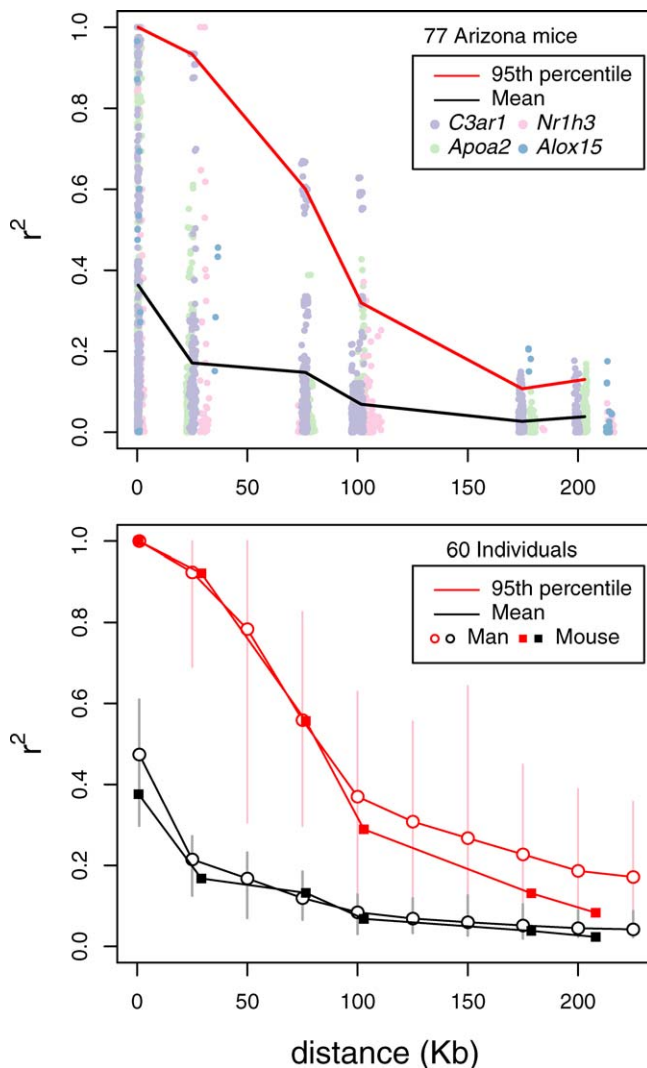 77 Arizona mice
95th percentile
Mean
C3ar1 Nr1h3
Apoa2 Alox15
r2
1.0
0.8
0.6
0.4
0.2
0.0
0 50 100 150 200
60 Individuals
95th percentile
Mean
Man Mouse
r2
1.0
0.8
0.6
0.4
0.2
0.0
0 50 100 150 200
distance (Kb)